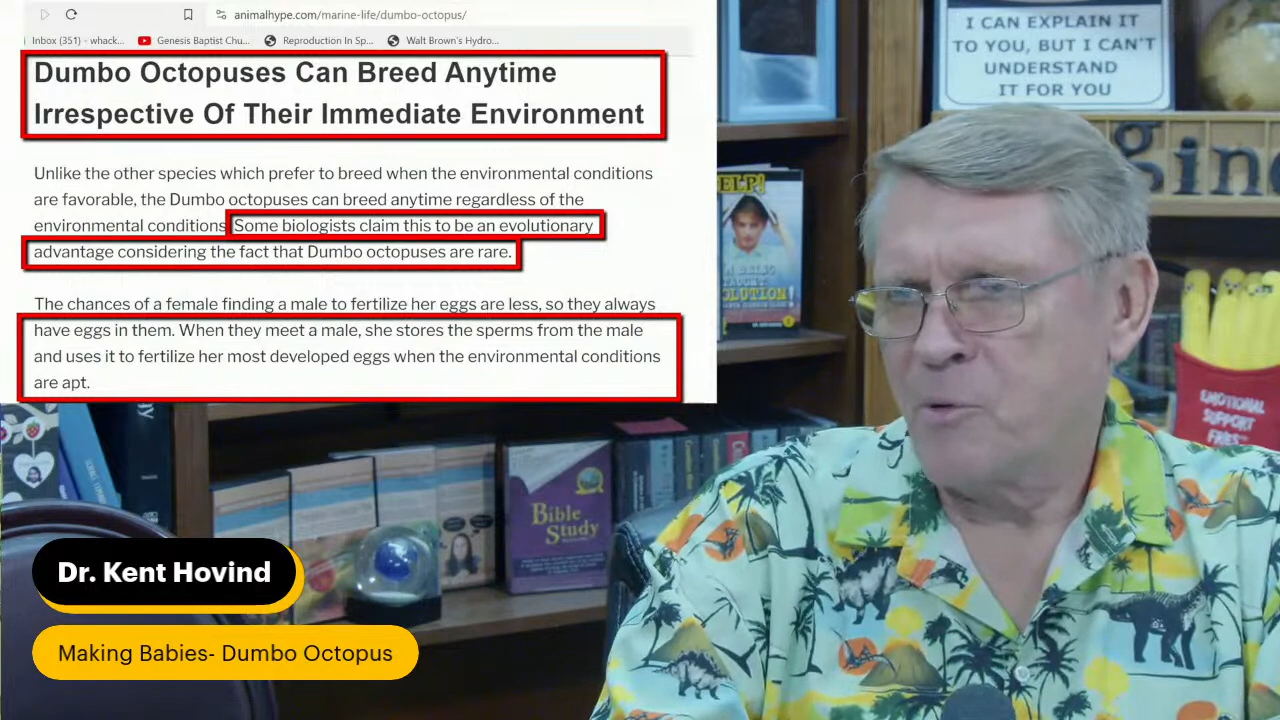 animalhype.com/marine-life/dumbo-octopus/
Inbox (351) - whack...
Genesis Baptist Chu...
Reproduction In Sp...
Walt Brown's Hydro...
Dumbo Octopuses Can Breed Anytime
Irrespective Of Their Immediate Environment
Unlike the other species which prefer to breed when the environmental conditions
are favorable, the Dumbo octopuses can breed anytime regardless of the
environmental conditions Some biologists claim this to be an evolutionary
advantage considering the fact that Dumbo octopuses are rare.
The chances of a female finding a male to fertilize her eggs are less, so they always
have eggs in them. When they meet a male, she stores the sperms from the male
and uses it to fertilize her most developed eggs when the environmental conditions
are apt.
I CAN EXPLAIN IT
TO YOU, BUT I CAN'T
UNDERSTAND
IT FOR YOU
ELP!
BEING
TAUGHT
OLUTION!
EMOTIONAL
SUPPORT
FRIES
Bible
Study
Dr. Kent Hovind
Making Babies- Dumbo Octopus